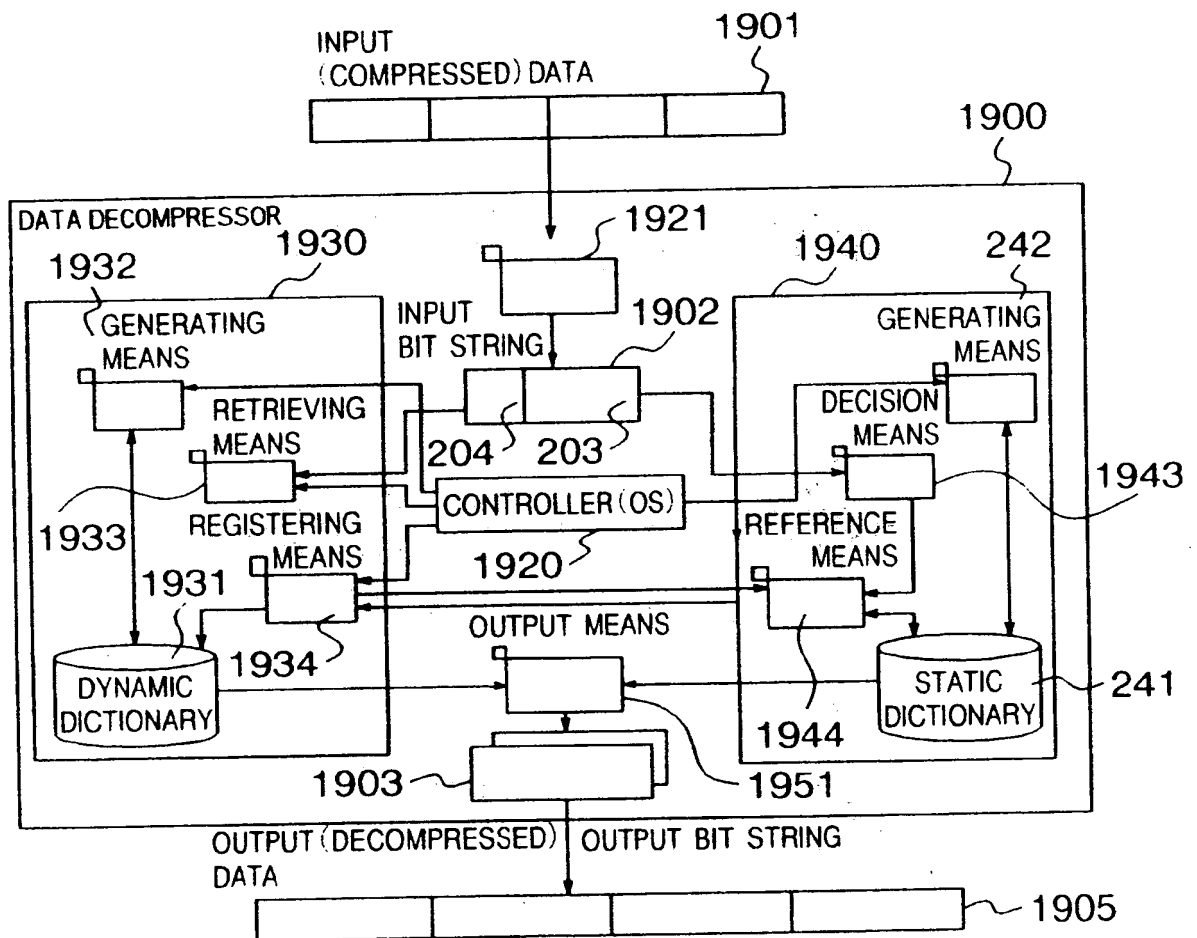 1901
INPUT
(COMPRESSED) DATA
1900
DATA DECOMPRESSOR
1921
1930
1940
242
1932
GENERATING
MEANS
INPUT
BIT STRING
1902
GENERATING
MEANS
RETRIEVING
MEANS
204
203
DECISION
MEANS
1943
CONTROLLER(OS)
1933
REGISTERING
MEANS
1920
REFERENCE
MEANS
1931
OUTPUT MEANS
1934
DYNAMIC
DICTIONARY
STATIC
DICTIONARY
241
1944
1903
1951
OUTPUT(DECOMPRESSED)
DATA
OUTPUT BIT STRING
1905